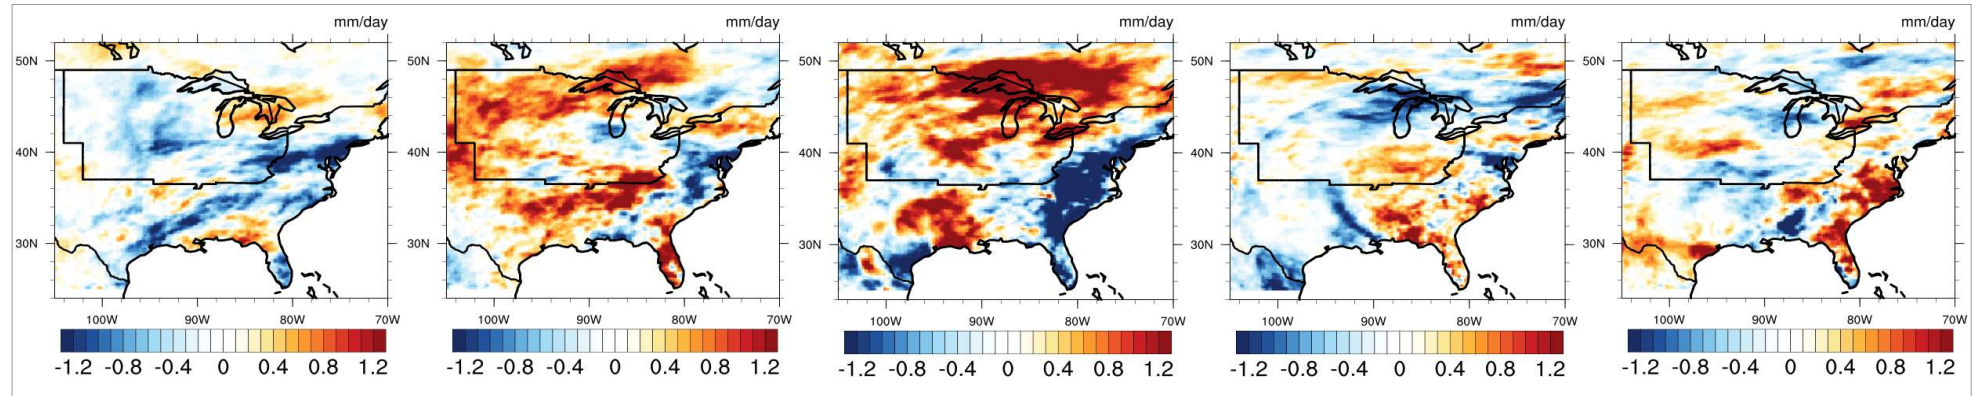 mm/day mm/day mm/day mm/day mm/day
50N 50N 50N 50N 50N
40N 40N 40N 40N 40N
30N 30N 30N 30N 30N
100W 90W 80W 70W 100W 90W 80W 70W 100W 90W 80W 70W 100W 90W 80W 70W 100W 90W 80W 70W
-1.2 -0.8 -0.4 0 0.4 0.8 1.2 -1.2 -0.8 -0.4 0 0.4 0.8 1.2 -1.2 -0.8 -0.4 0 0.4 0.8 1.2 -1.2 -0.8 -0.4 0 0.4 0.8 1.2 -1.2 -0.8 -0.4 0 0.4 0.8 1.2